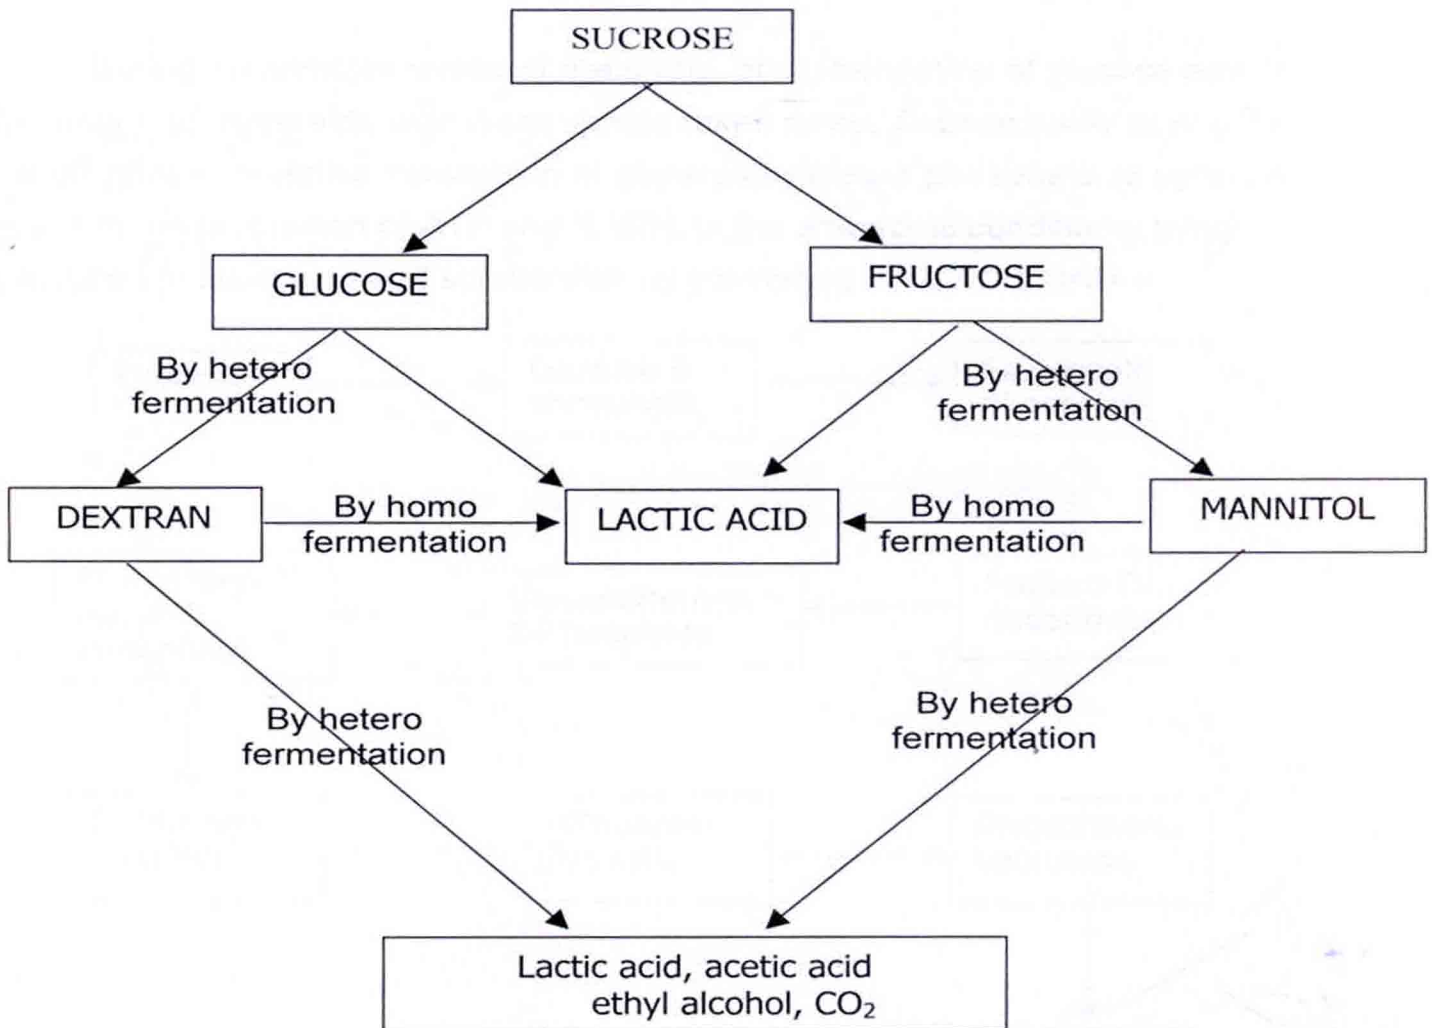 SUCROSE
GLUCOSE
FRUCTOSE
By hetero
fermentation
By hetero
fermentation
DEXTRAN
By homo
fermentation
LACTIC ACID
By homo
fermentation
MANNITOL
By hetero
fermentation
By hetero
fermentation
Lactic acid, acetic acid
ethyl alcohol, CO₂